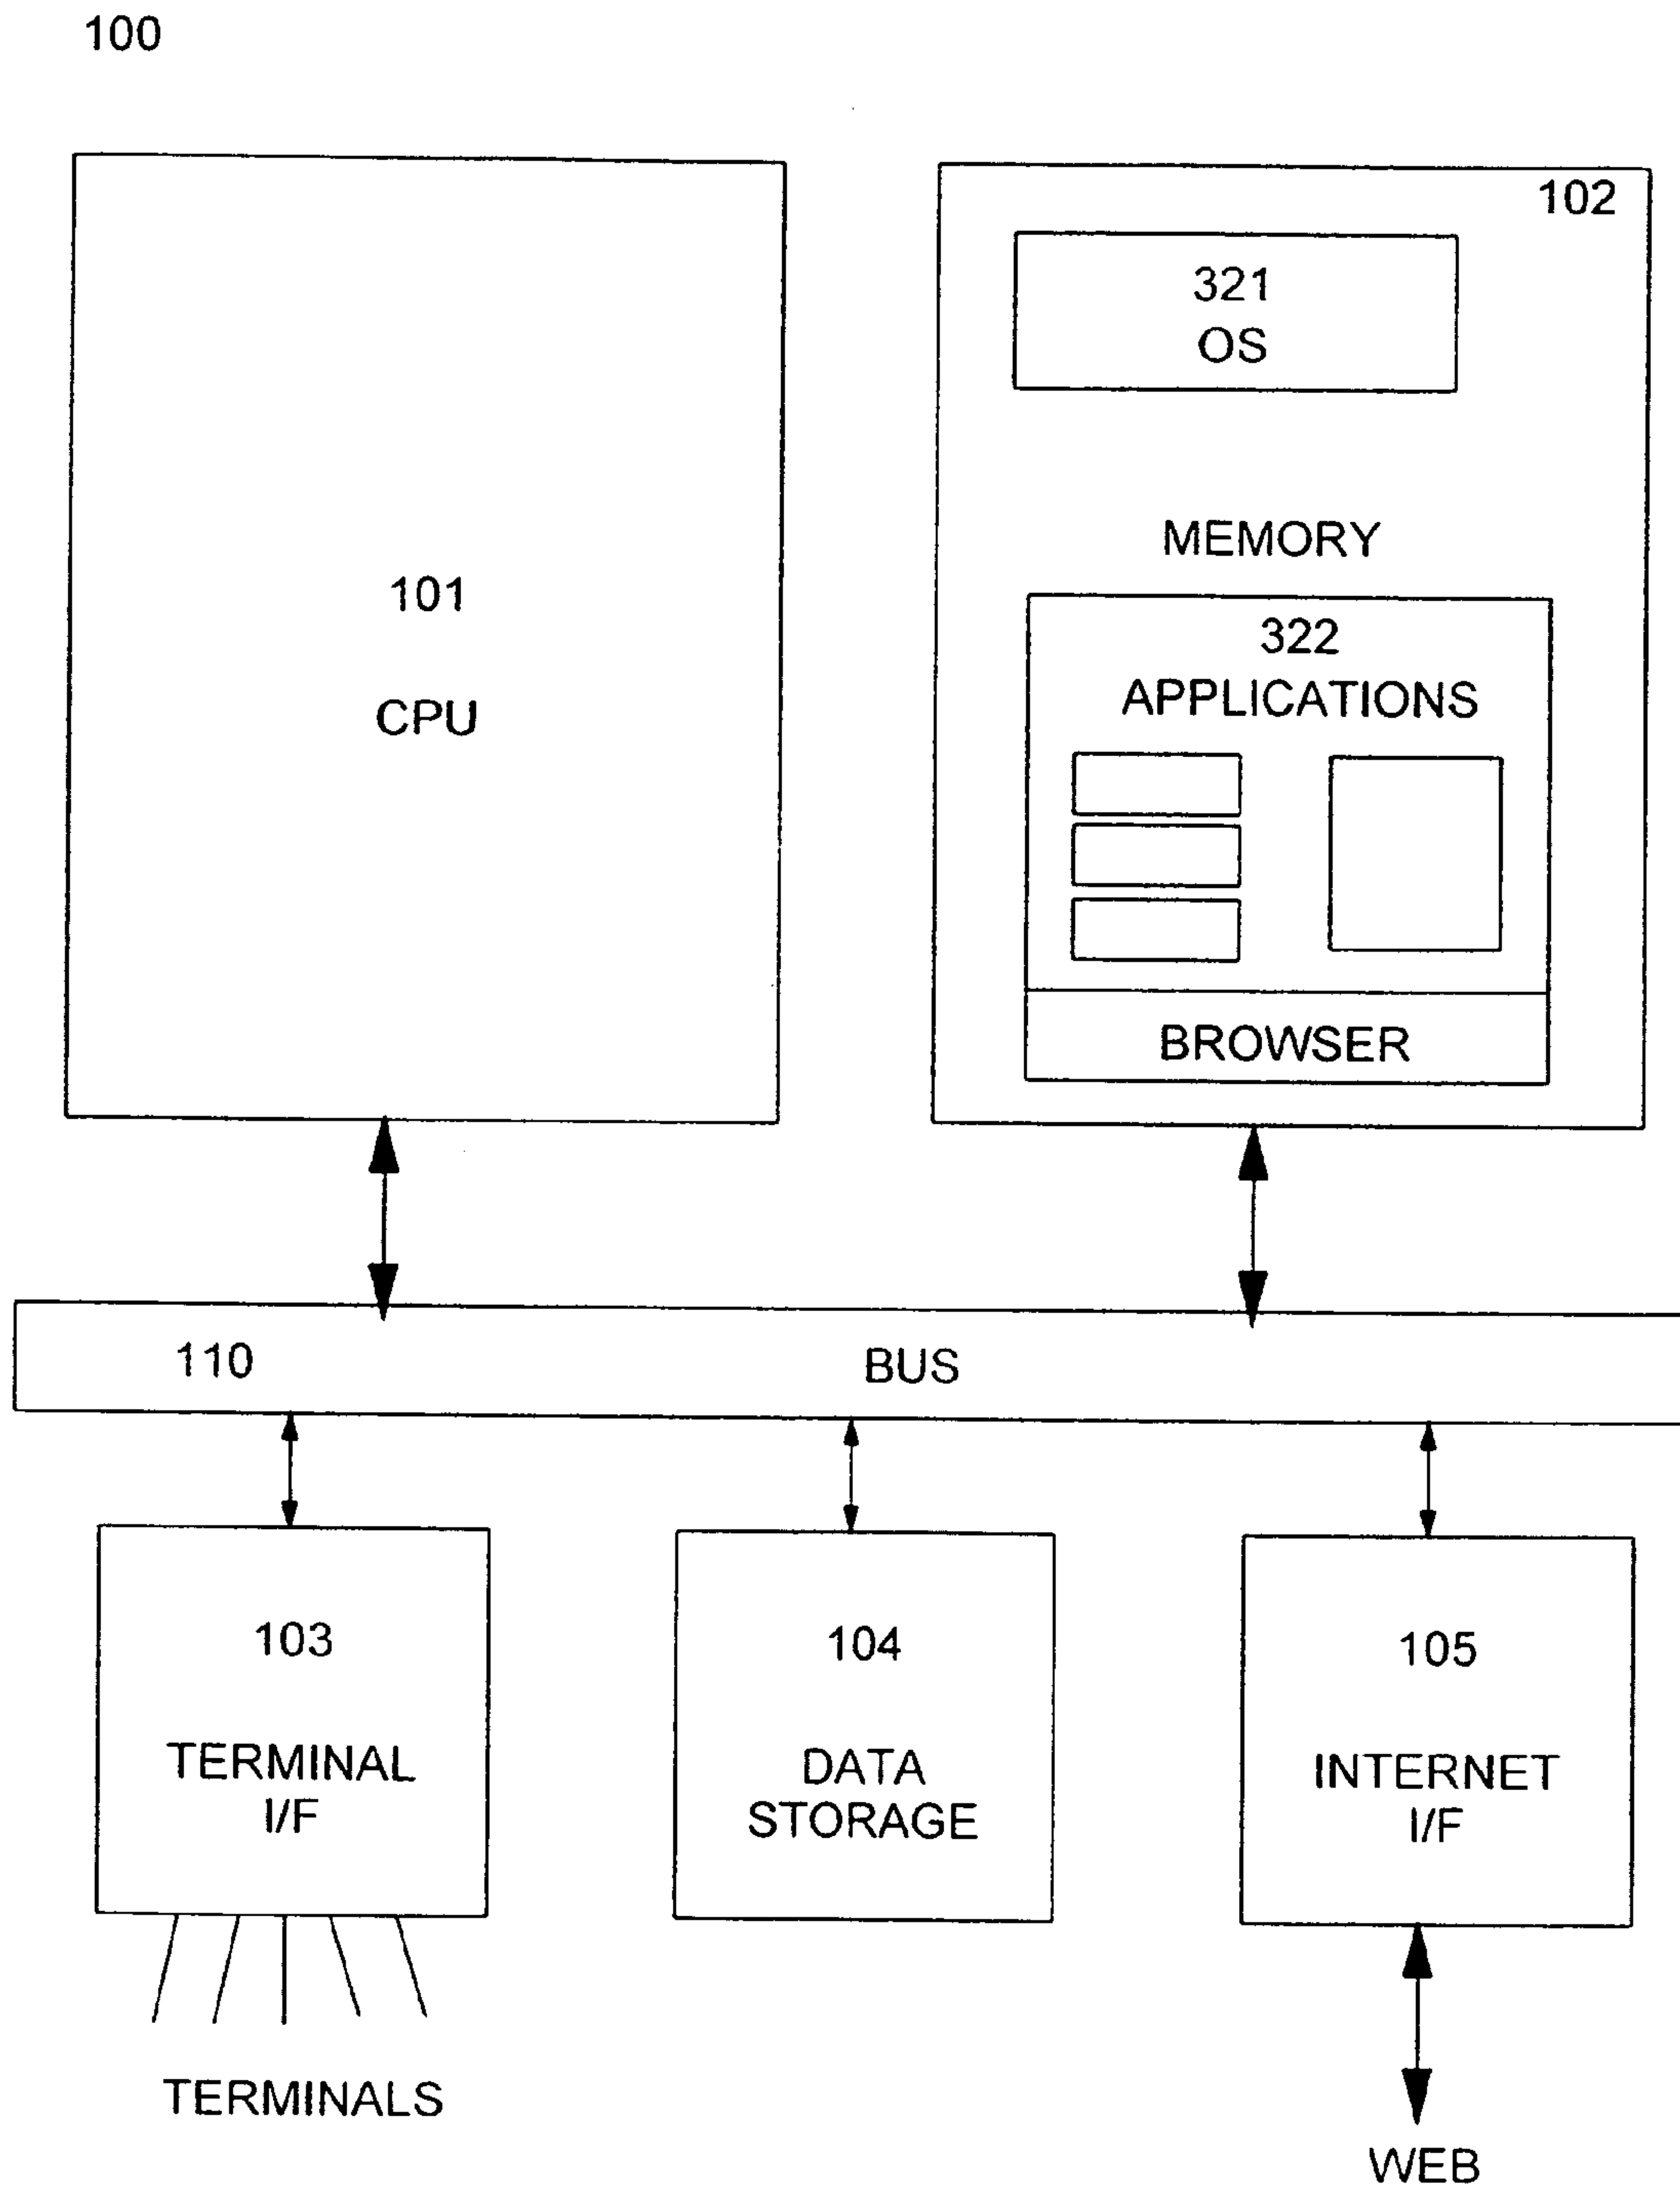 100
101
CPU
102
321
OS
MEMORY
322
APPLICATIONS
BROWSER
110
BUS
103
TERMINAL
I/F
104
DATA
STORAGE
105
INTERNET
I/F
TERMINALS
WEB